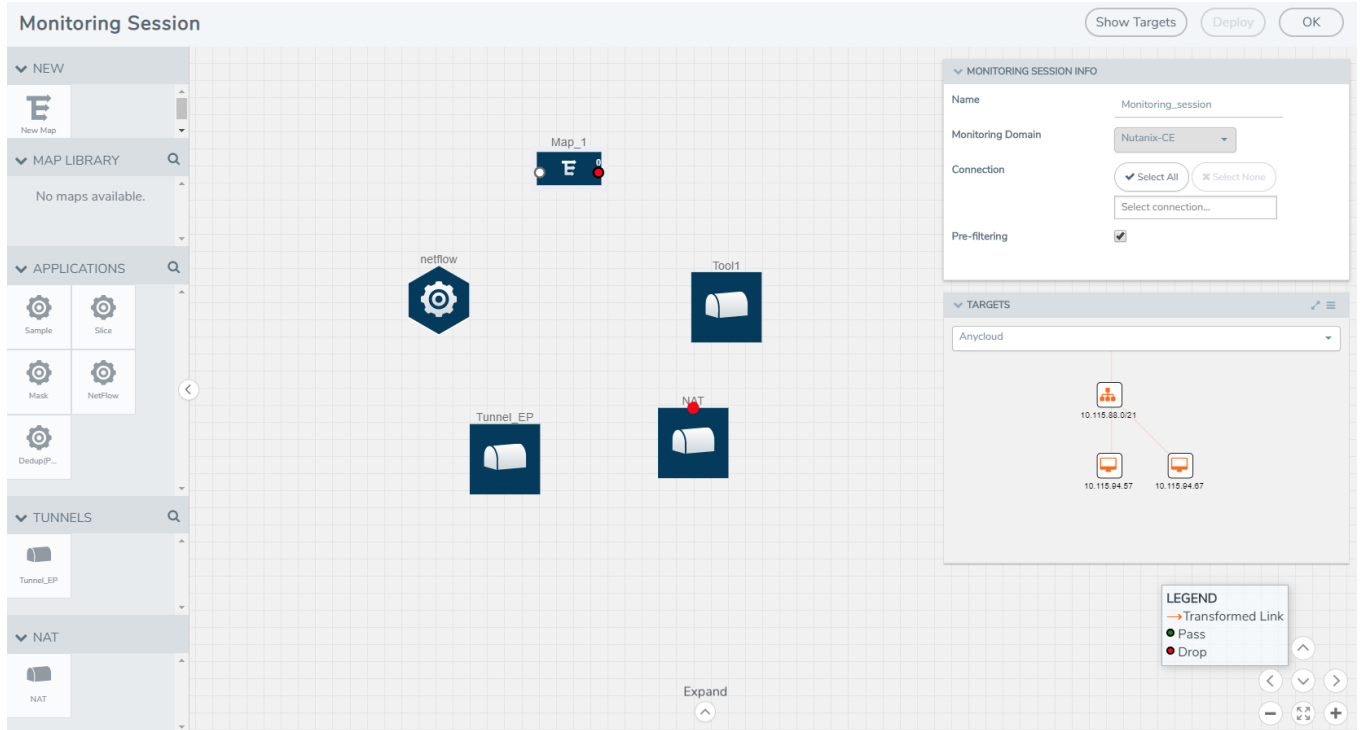 Monitoring Session
Show Targets
Deploy
OK
NEW
New Map
MAP LIBRARY
No maps available.
APPLICATIONS
Sample
Slice
Mask
NetFlow
Dedup(P...
TUNNELS
Tunnel_EP
NAT
NAT
Map_1
0
netflow
Tool1
Tunnel_EP
NAT
Expand
MONITORING SESSION INFO
Name
Monitoring_session
Monitoring Domain
Nutanix-CE
Connection
Select All
Select None
Select connection...
Pre-filtering
TARGETS
Anycloud
10.115.88.0/21
10.115.94.57
10.115.94.67
LEGEND
Transformed Link
Pass
Drop